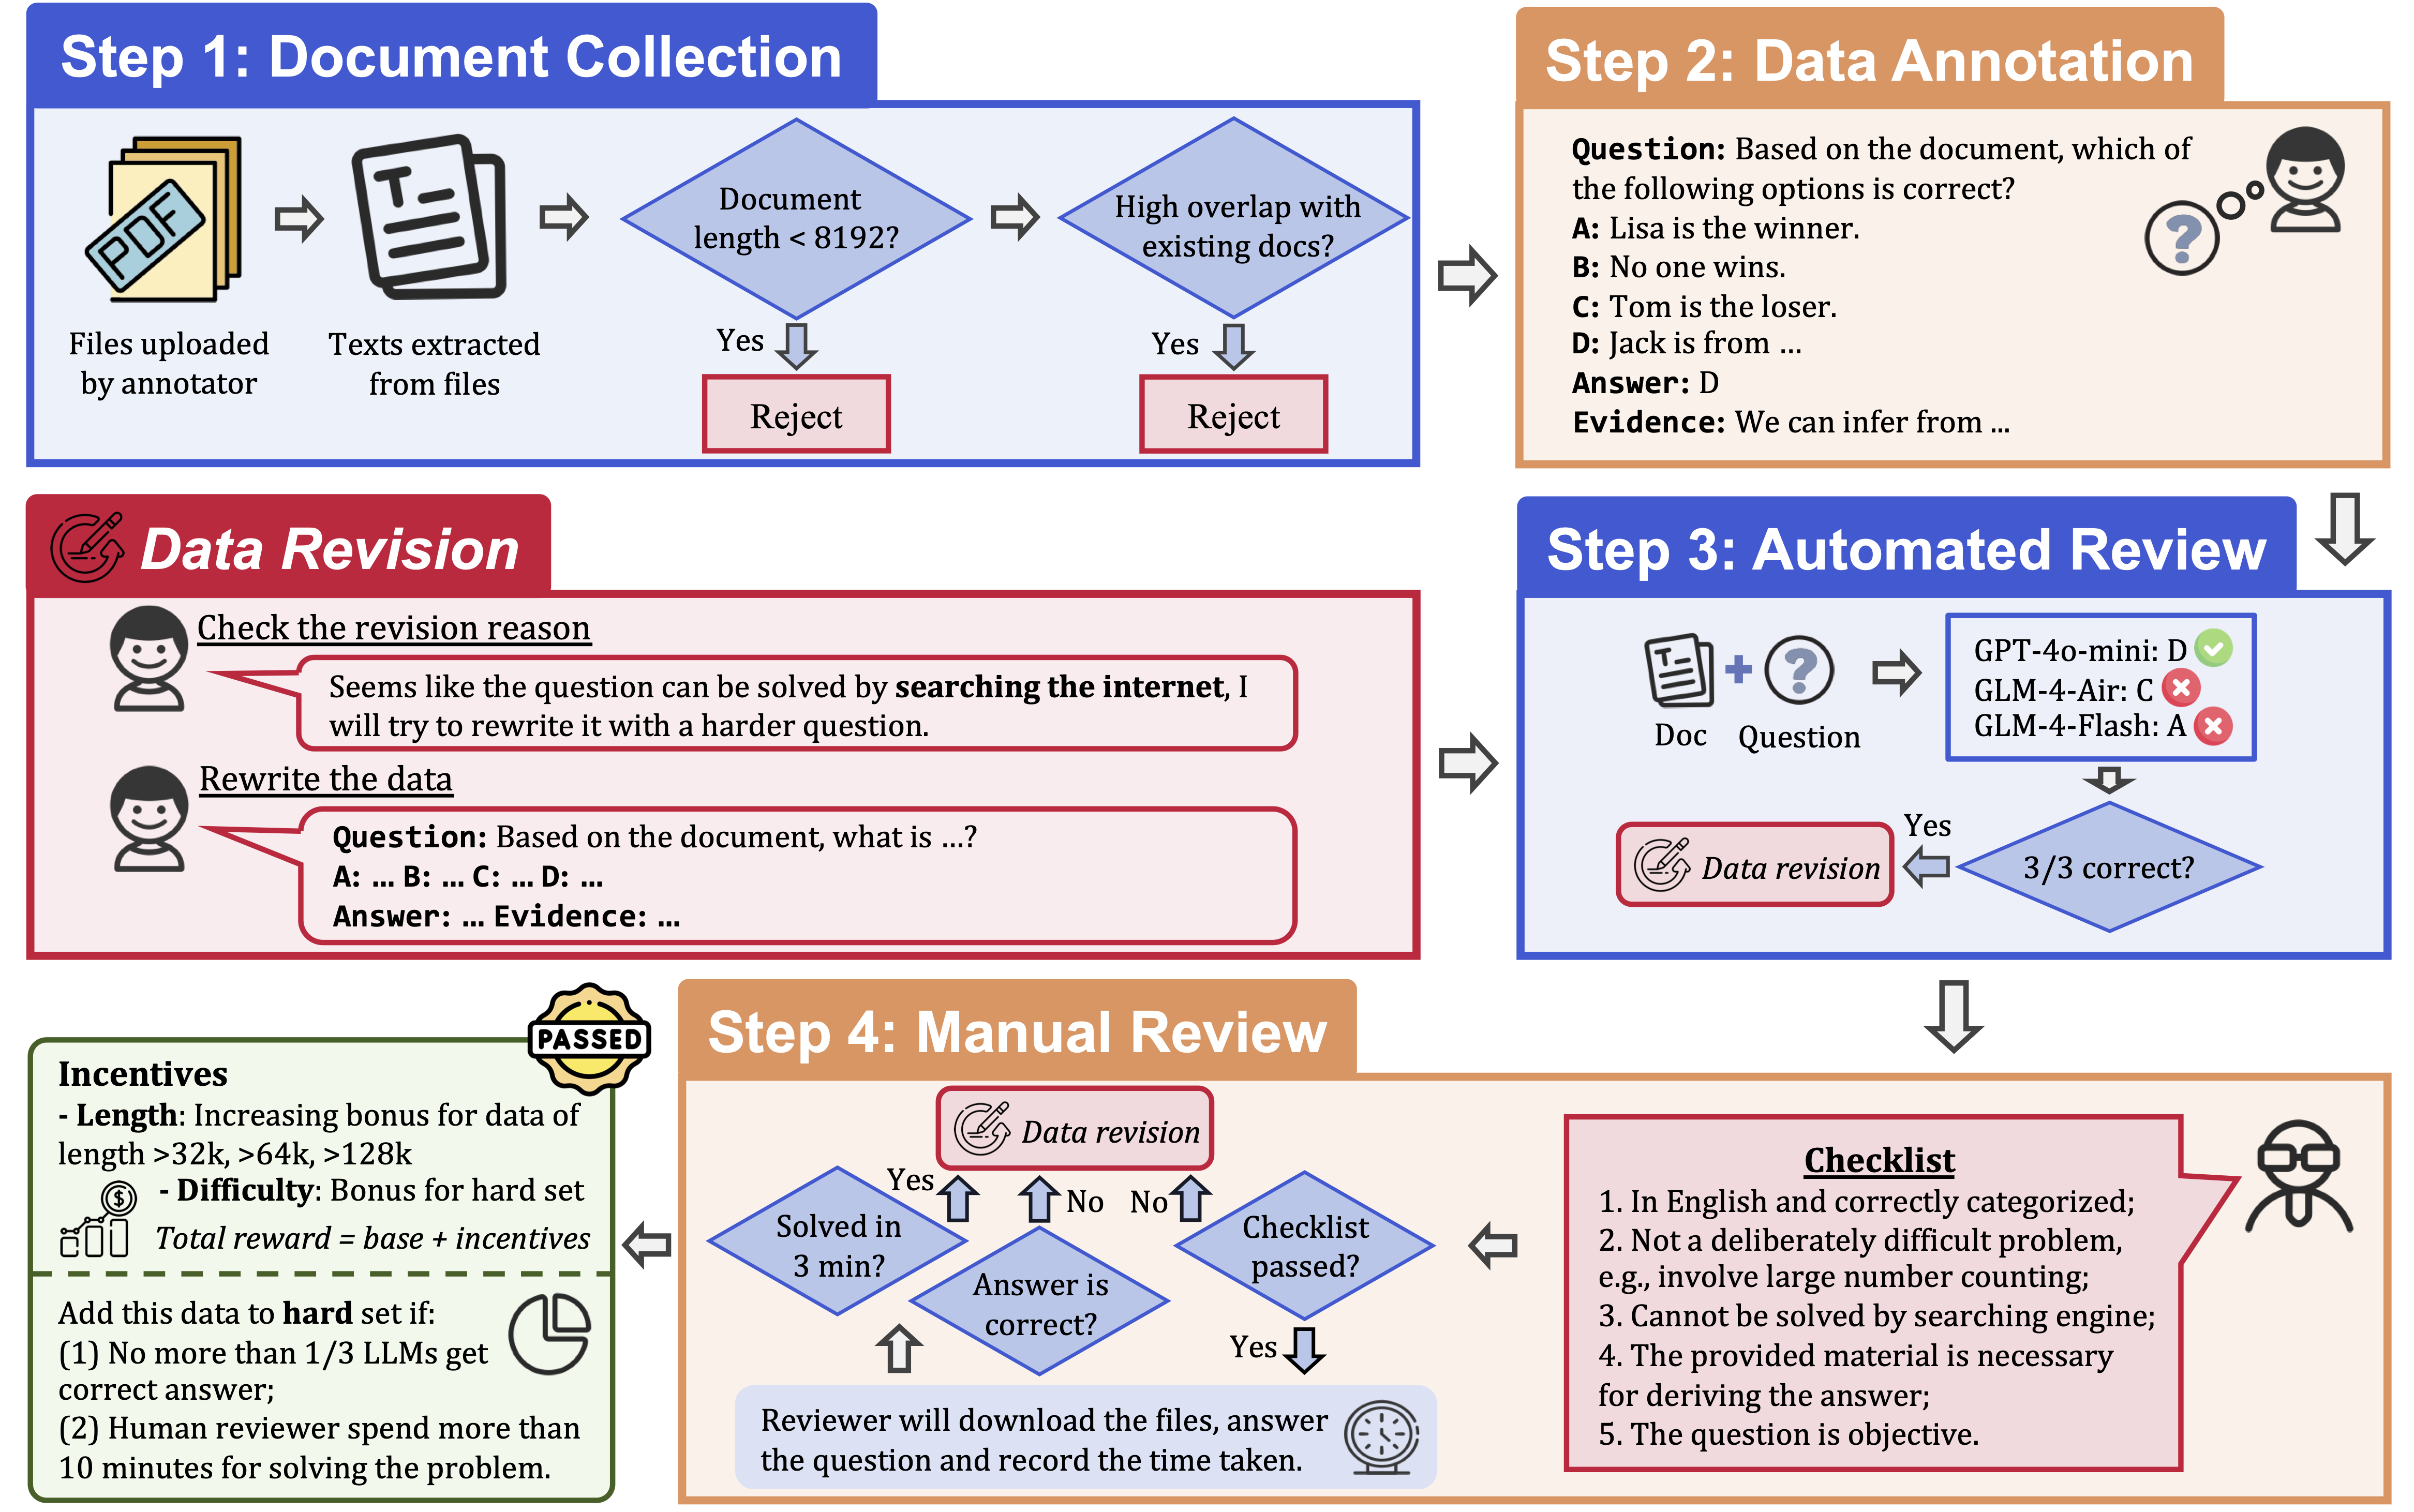 Step 1: Document Collection
PDF
Files uploaded
by annotator
T
Texts extracted
from files
Document
length < 8192?
Yes
Reject
High overlap with
existing docs?
Yes
Reject
Step 2: Data Annotation
Question: Based on the document, which of
the following options is correct?
A: Lisa is the winner.
B: No one wins.
C: Tom is the loser.
D: Jack is from ...
Answer: D
Evidence: We can infer from ...
?
Data Revision
Check the revision reason
Seems like the question can be solved by searching the internet, I
will try to rewrite it with a harder question.
Rewrite the data
Question: Based on the document, what is ...?
A: ... B: ... C: ... D: ...
Answer: ... Evidence: ...
Step 3: Automated Review
T
+
?
Doc
Question
GPT-4o-mini: D
GLM-4-Air: C
GLM-4-Flash: A
3/3 correct?
Yes
Data revision
Step 4: Manual Review
Checklist
1. In English and correctly categorized;
2. Not a deliberately difficult problem,
e.g., involve large number counting;
3. Cannot be solved by searching engine;
4. The provided material is necessary
for deriving the answer;
5. The question is objective.
Checklist
passed?
No
Yes
Reviewer will download the files, answer
the question and record the time taken.
Answer is
correct?
No
Solved in
3 min?
Yes
Data revision
PASSED
Incentives
- Length: Increasing bonus for data of
length >32k, >64k, >128k
$
- Difficulty: Bonus for hard set
Total reward = base + incentives
Add this data to hard set if:
(1) No more than 1/3 LLMs get
correct answer;
(2) Human reviewer spend more than
10 minutes for solving the problem.